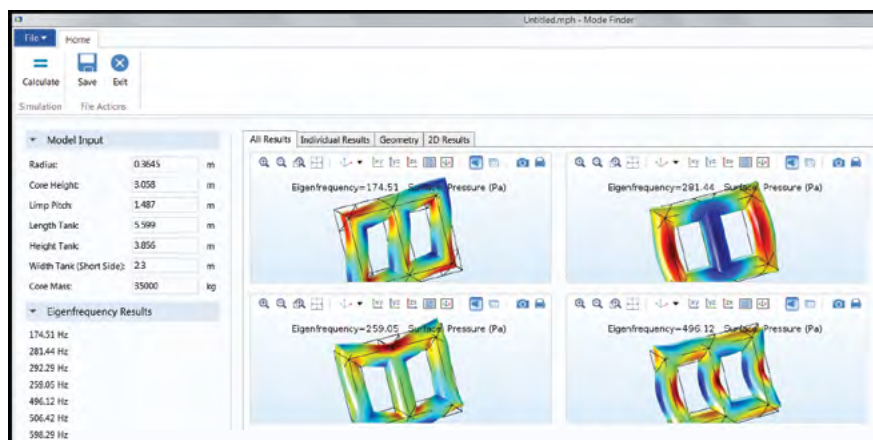 Untitled.mph - Mode Finder
File Home
Calculate Save Exit
Simulation File Actions
Model Input
Radius: 0.3645 m
Core Height: 3.058 m
Limp Pitch: 1.487 m
Length Tank: 5.599 m
Height Tank: 3.856 m
Width Tank (Short Side): 2.3 m
Core Mass: 35000 kg
Eigenfrequency Results
174.51 Hz
281.44 Hz
292.29 Hz
259.05 Hz
496.12 Hz
506.42 Hz
598.29 Hz
All Results Individual Results Geometry 2D Results
Eigenfrequency=174.51 Surface: Pressure (Pa)
Eigenfrequency=281.44 Surface: Pressure (Pa)
Eigenfrequency=259.05 Surface: Pressure (Pa)
Eigenfrequency=496.12 Surface: Pressure (Pa)